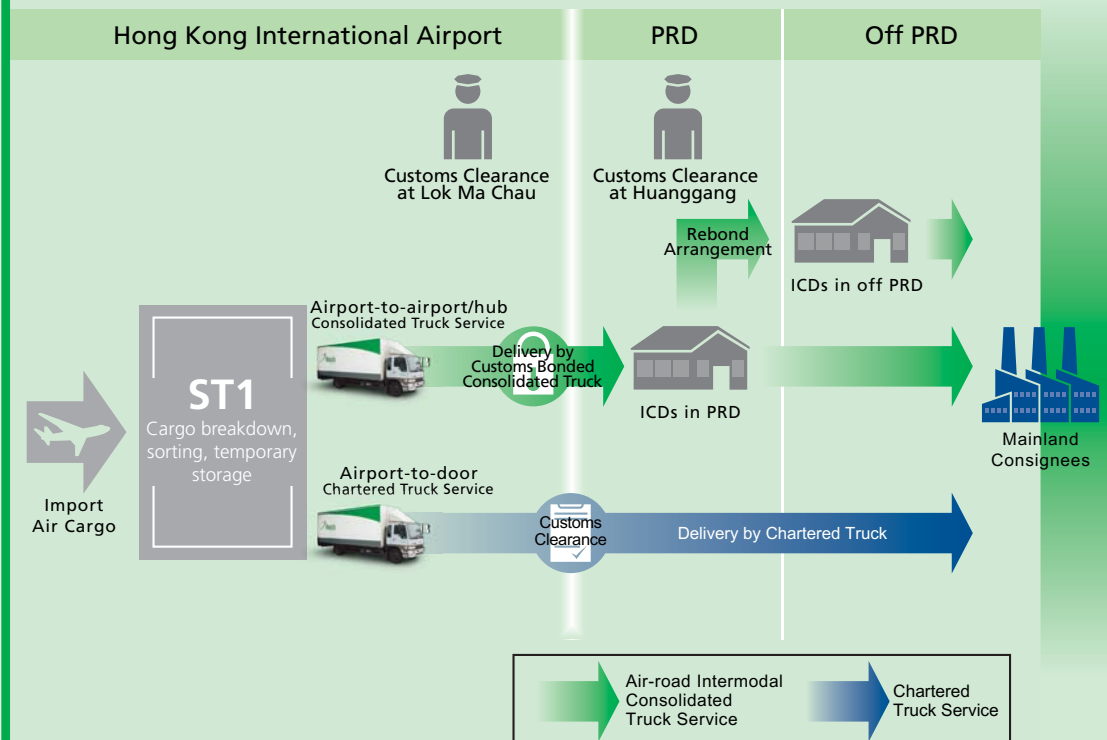 Hong Kong International Airport
PRD
Off PRD
Customs Clearance
at Lok Ma Chau
Customs Clearance
at Huanggang
Rebond
Arrangement
ICDs in off PRD
Airport-to-airport/hub
Consolidated Truck Service
Delivery by
Customs Bonded
Consolidated Truck
ICDs in PRD
ST1
Cargo breakdown,
sorting, temporary
storage
Import
Air Cargo
Mainland
Consignees
Airport-to-door
Chartered Truck Service
Customs
Clearance
Delivery by Chartered Truck
Air-road Intermodal
Consolidated
Truck Service
Chartered
Truck Service